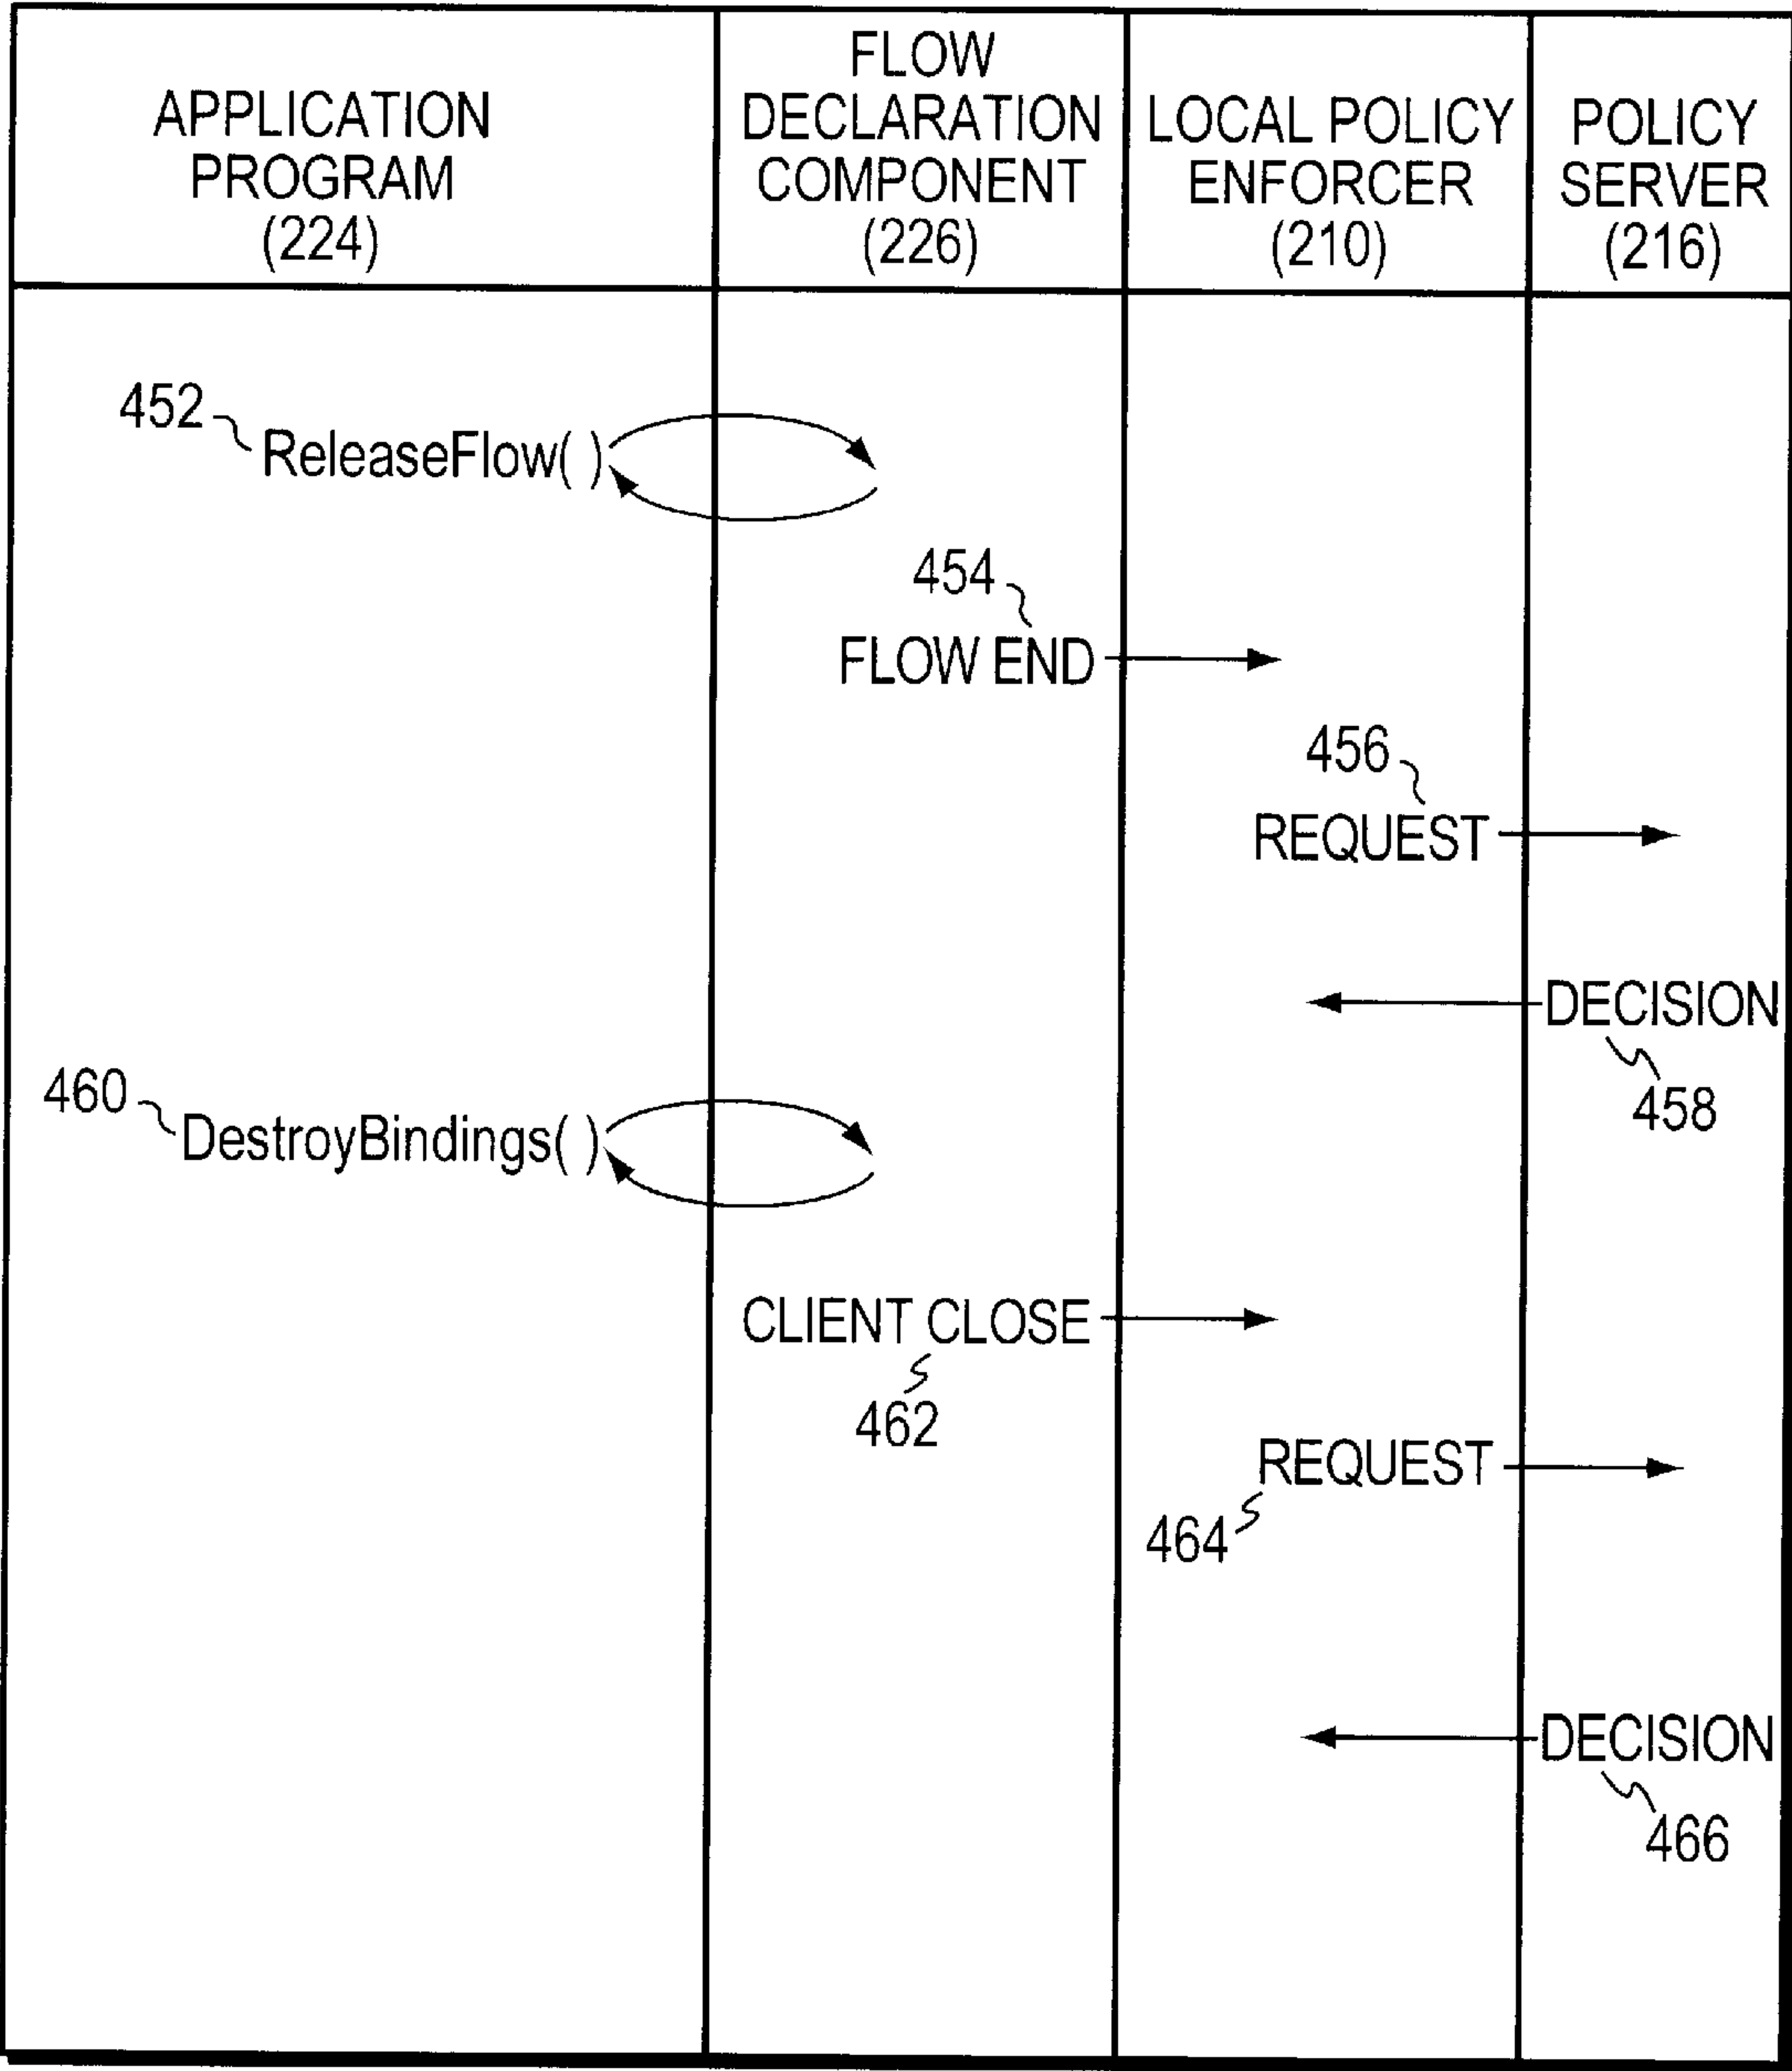 APPLICATION
PROGRAM
(224)
FLOW
DECLARATION
COMPONENT
(226)
LOCAL POLICY
ENFORCER
(210)
POLICY
SERVER
(216)
452
ReleaseFlow( )
454
FLOW END
456
REQUEST
DECISION
458
460
DestroyBindings( )
CLIENT CLOSE
462
REQUEST
464
DECISION
466